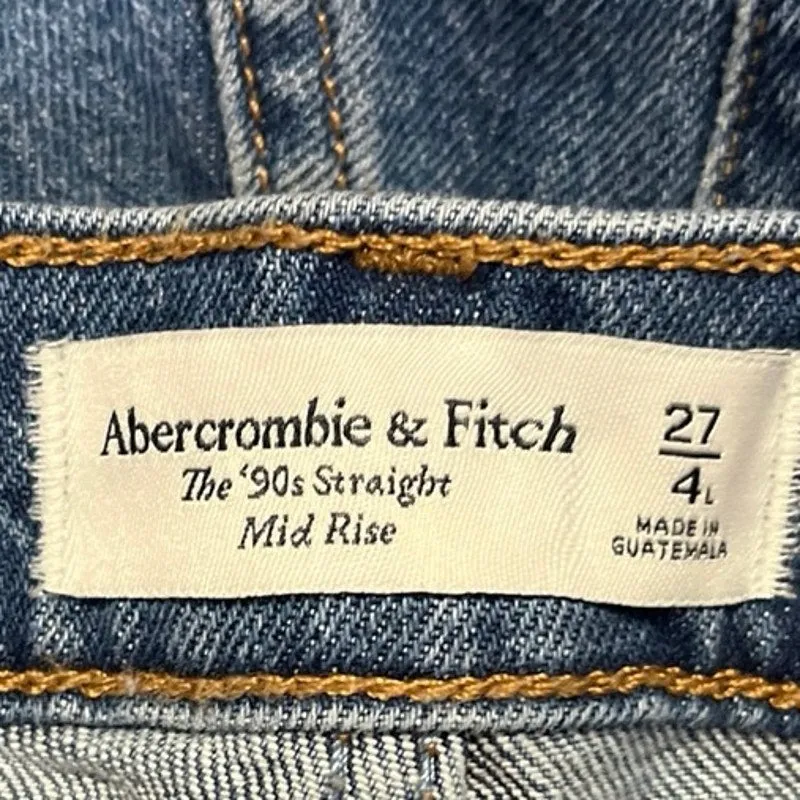 Abercrombie & Fitch
The '90s Straight
Mid Rise
27
4L
MADE IN
GUATEMALA